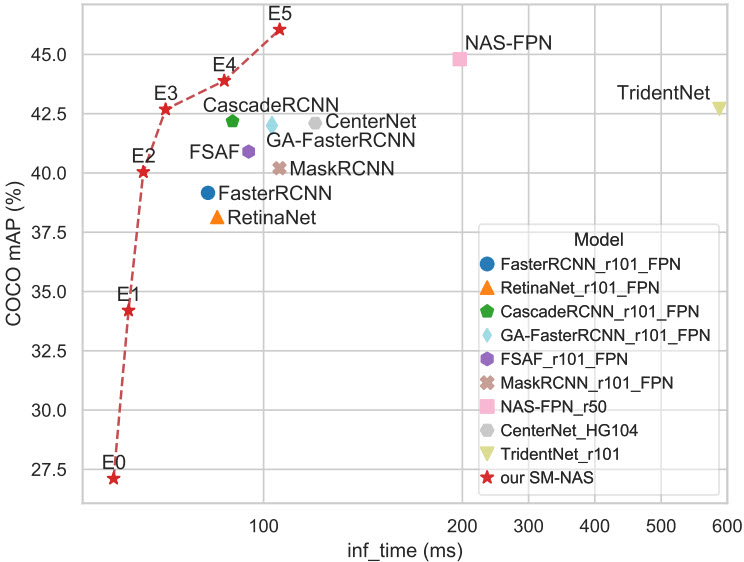 E5
45.0
NAS-FPN
E4
TridentNet
E3
CascadeRCNN
42.5
CenterNet
GA-FasterRCNN
E2
FSAF
40.0
MaskRCNN
FasterRCNN
RetinaNet
37.5
COCO mAP (%)
35.0
E1
32.5
30.0
E0
27.5
Model
FasterRCNN_r101_FPN
RetinaNet_r101_FPN
CascadeRCNN_r101_FPN
GA-FasterRCNN_r101_FPN
FSAF_r101_FPN
MaskRCNN_r101_FPN
NAS-FPN_r50
CenterNet_HG104
TridentNet_r101
our SM-NAS
100 200 300 400 500 600
inf_time (ms)